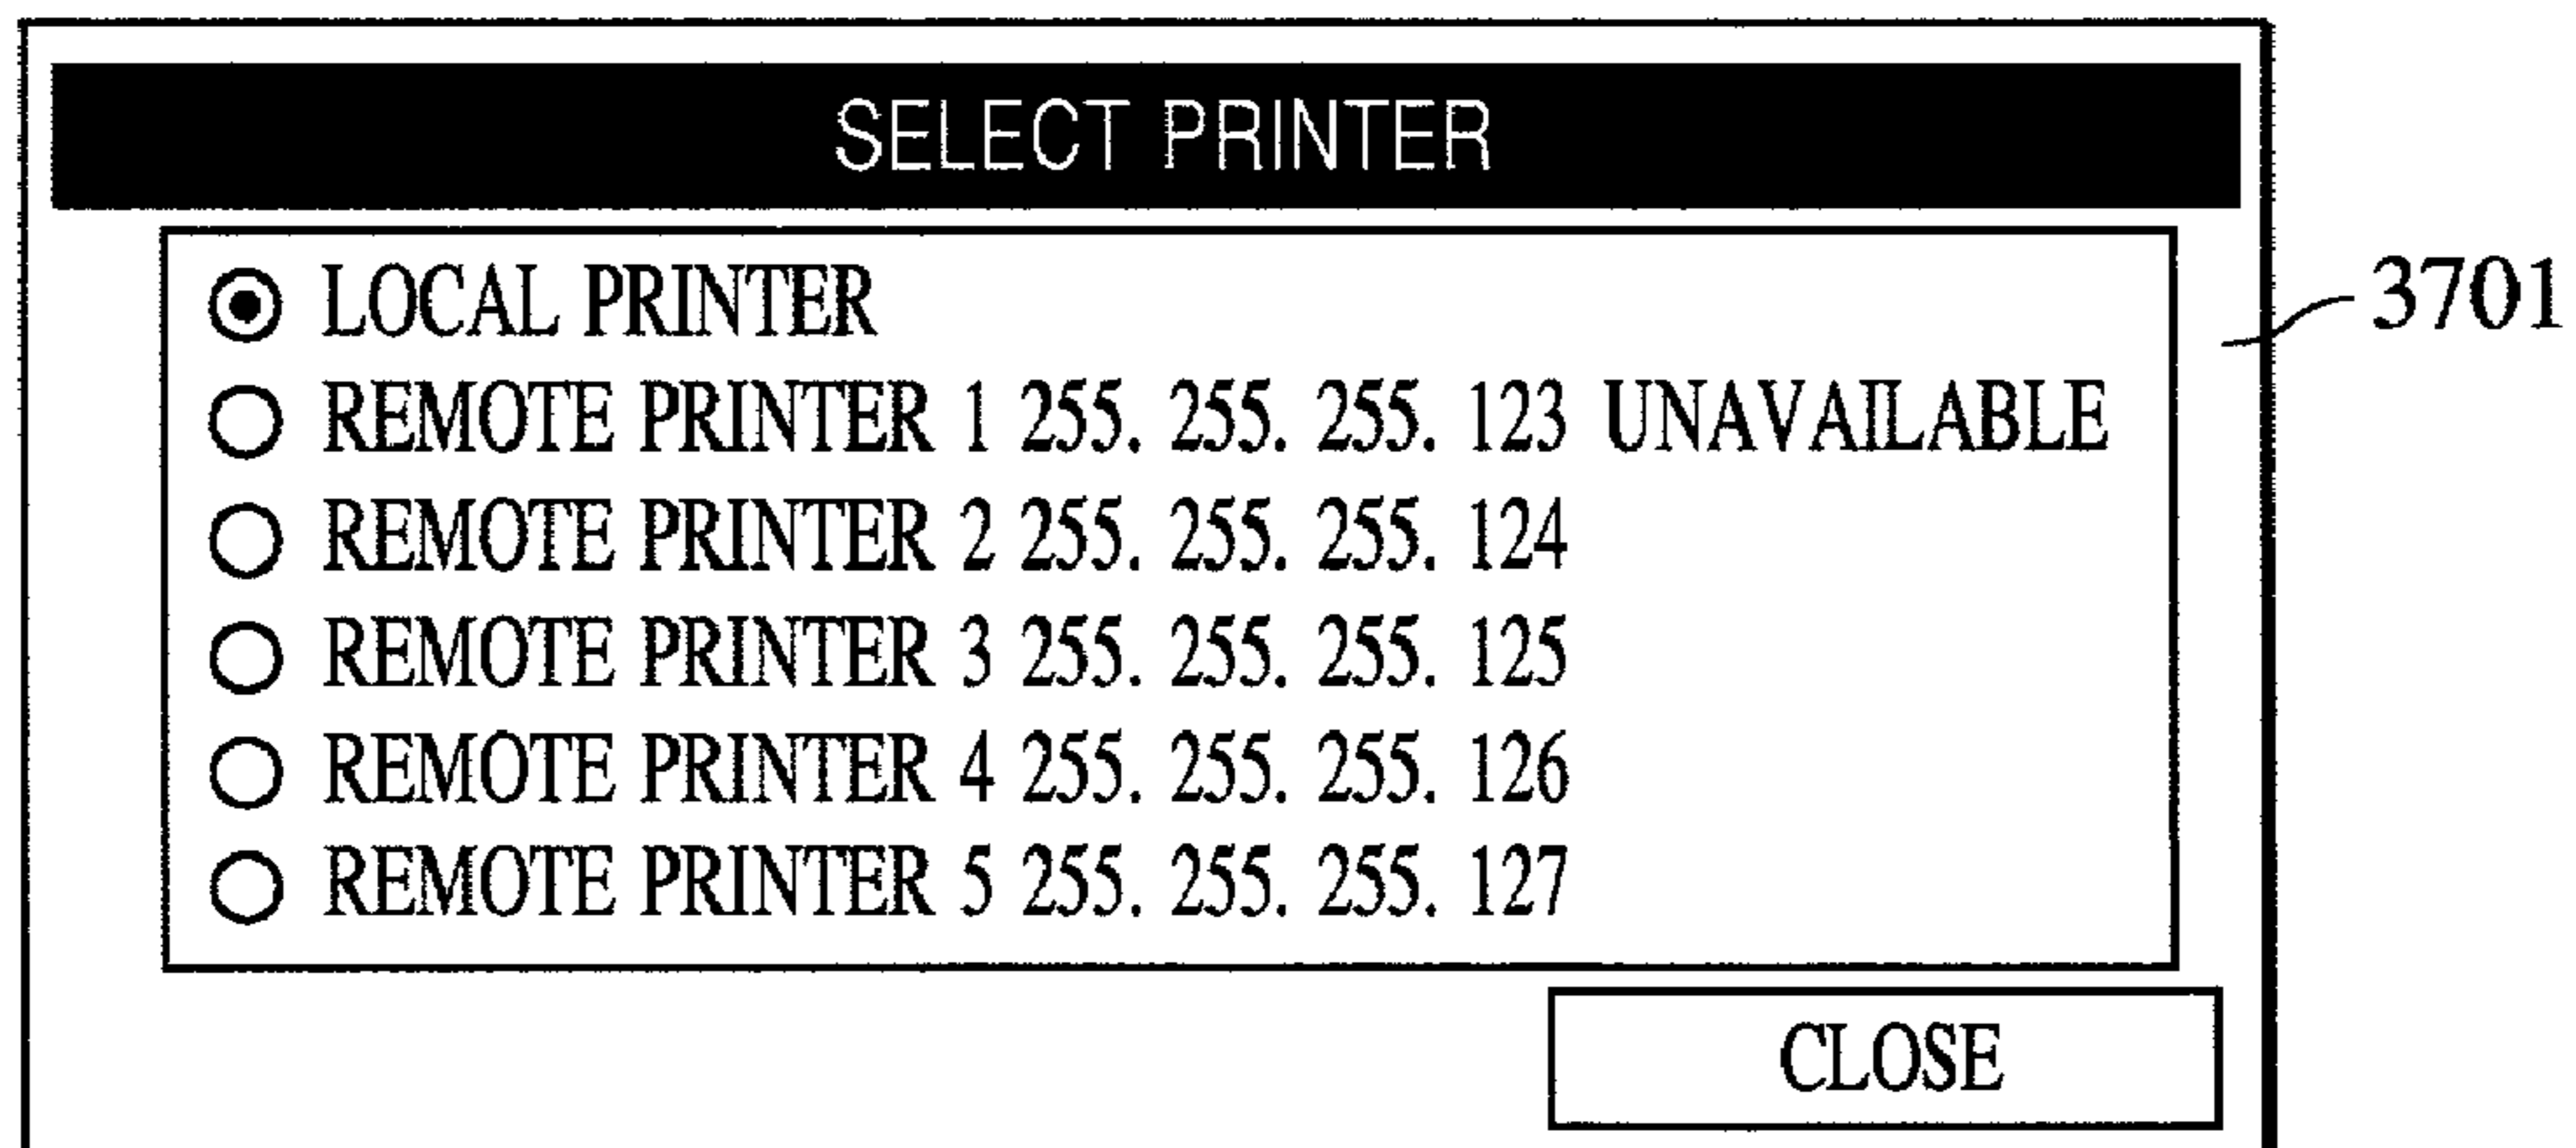 SELECT PRINTER
LOCAL PRINTER
3701
REMOTE PRINTER 1 255. 255. 255. 123 UNAVAILABLE
REMOTE PRINTER 2 255. 255. 255. 124
REMOTE PRINTER 3 255. 255. 255. 125
REMOTE PRINTER 4 255. 255. 255. 126
REMOTE PRINTER 5 255. 255. 255. 127
CLOSE